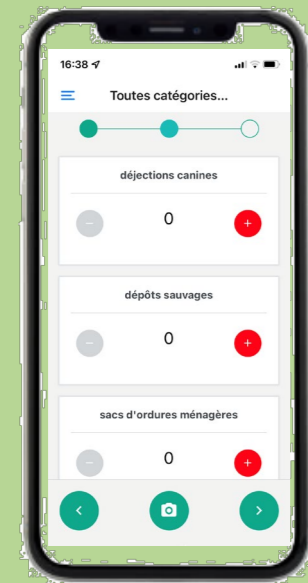 16:38
Toutes catégories...
déjections canines
0
dépôts sauvages
0
sacs d'ordures ménagères
0